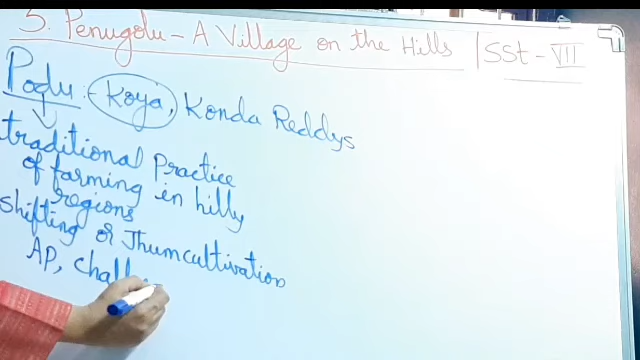 5. Penugolu - A Village on the Hills | SSt - VII
Podu :- Koya, Konda Reddys
traditional practice
of farming in hilly
regions
shifting or Jhumcultivation
AP,